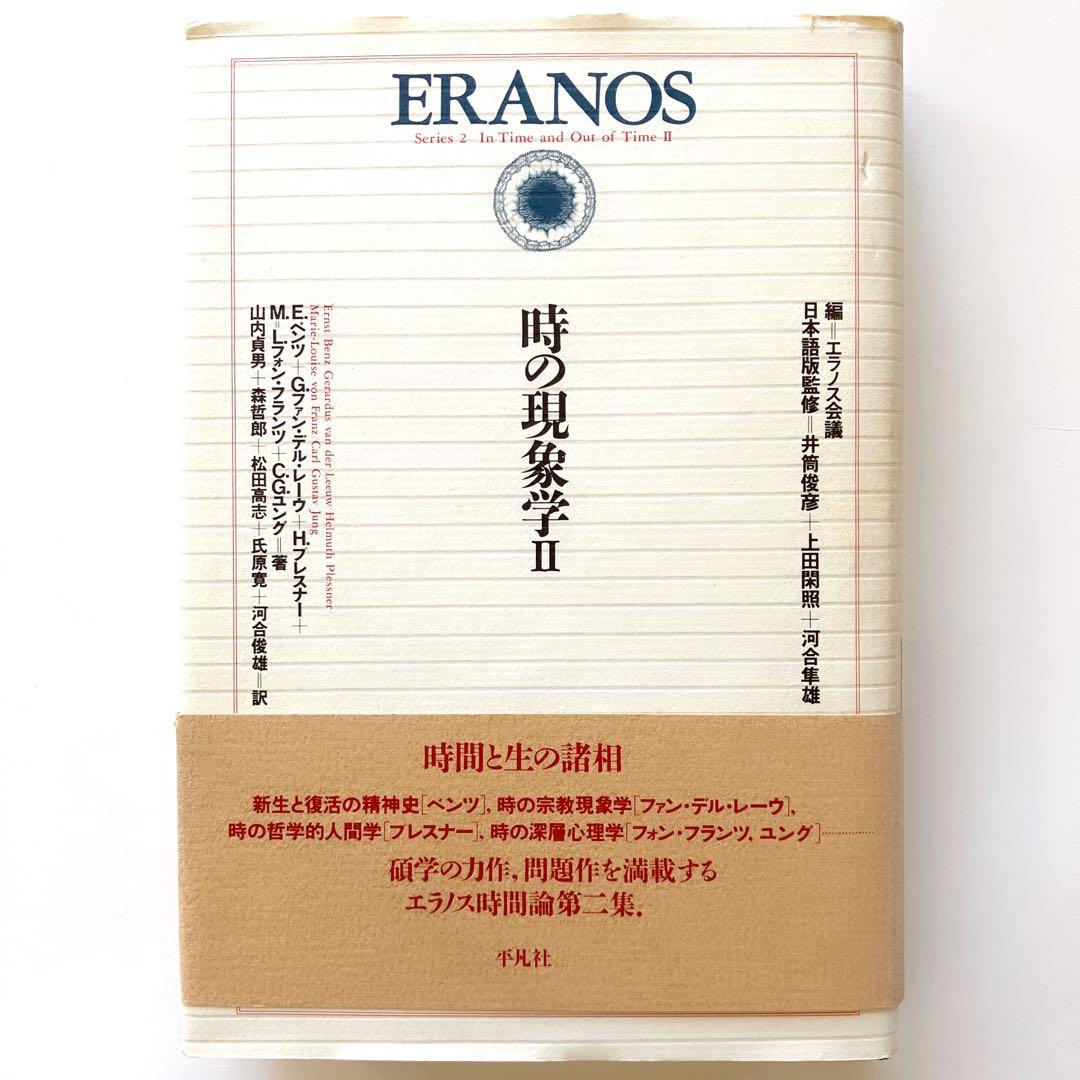 ERANOS
Series 2 In Time and Out of Time II
編＝エラノス会議
日本語版監修＝井筒俊彦＋上田閑照＋河合隼雄
時の現象学II
Ernst Benz Gerardus van der Leeuw Helmuth Plessner
Marie-Louise von Franz Carl Gustav Jung
E.ベンツ＋G.ファン・デル・レーウ＋H.プレスナー＋
M.＝L.フォン・フランツ＋C.G.ユング＝著
山内貞男＋森哲郎＋松田高志＋氏原寛＋河合俊雄＝訳
時間と生の諸相
新生と復活の精神史[ベンツ], 時の宗教現象学[ファン・デル・レーウ],
時の哲学的人間学[プレスナー], 時の深層心理学[フォン・フランツ, ユング]…………
碩学の力作, 問題作を満載する
エラノス時間論第二集.
平凡社